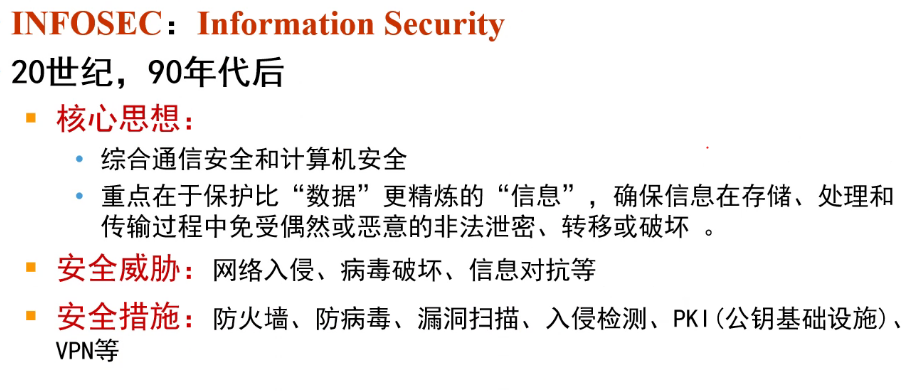 INFOSEC：Information Security
20世纪，90年代后
核心思想：
综合通信安全和计算机安全
重点在于保护比“数据”更精炼的“信息”，确保信息在存储、处理和
传输过程中免受偶然或恶意的非法泄密、转移或破坏 。
安全威胁：网络入侵、病毒破坏、信息对抗等
安全措施：防火墙、防病毒、漏洞扫描、入侵检测、PKI(公钥基础设施)、
VPN等